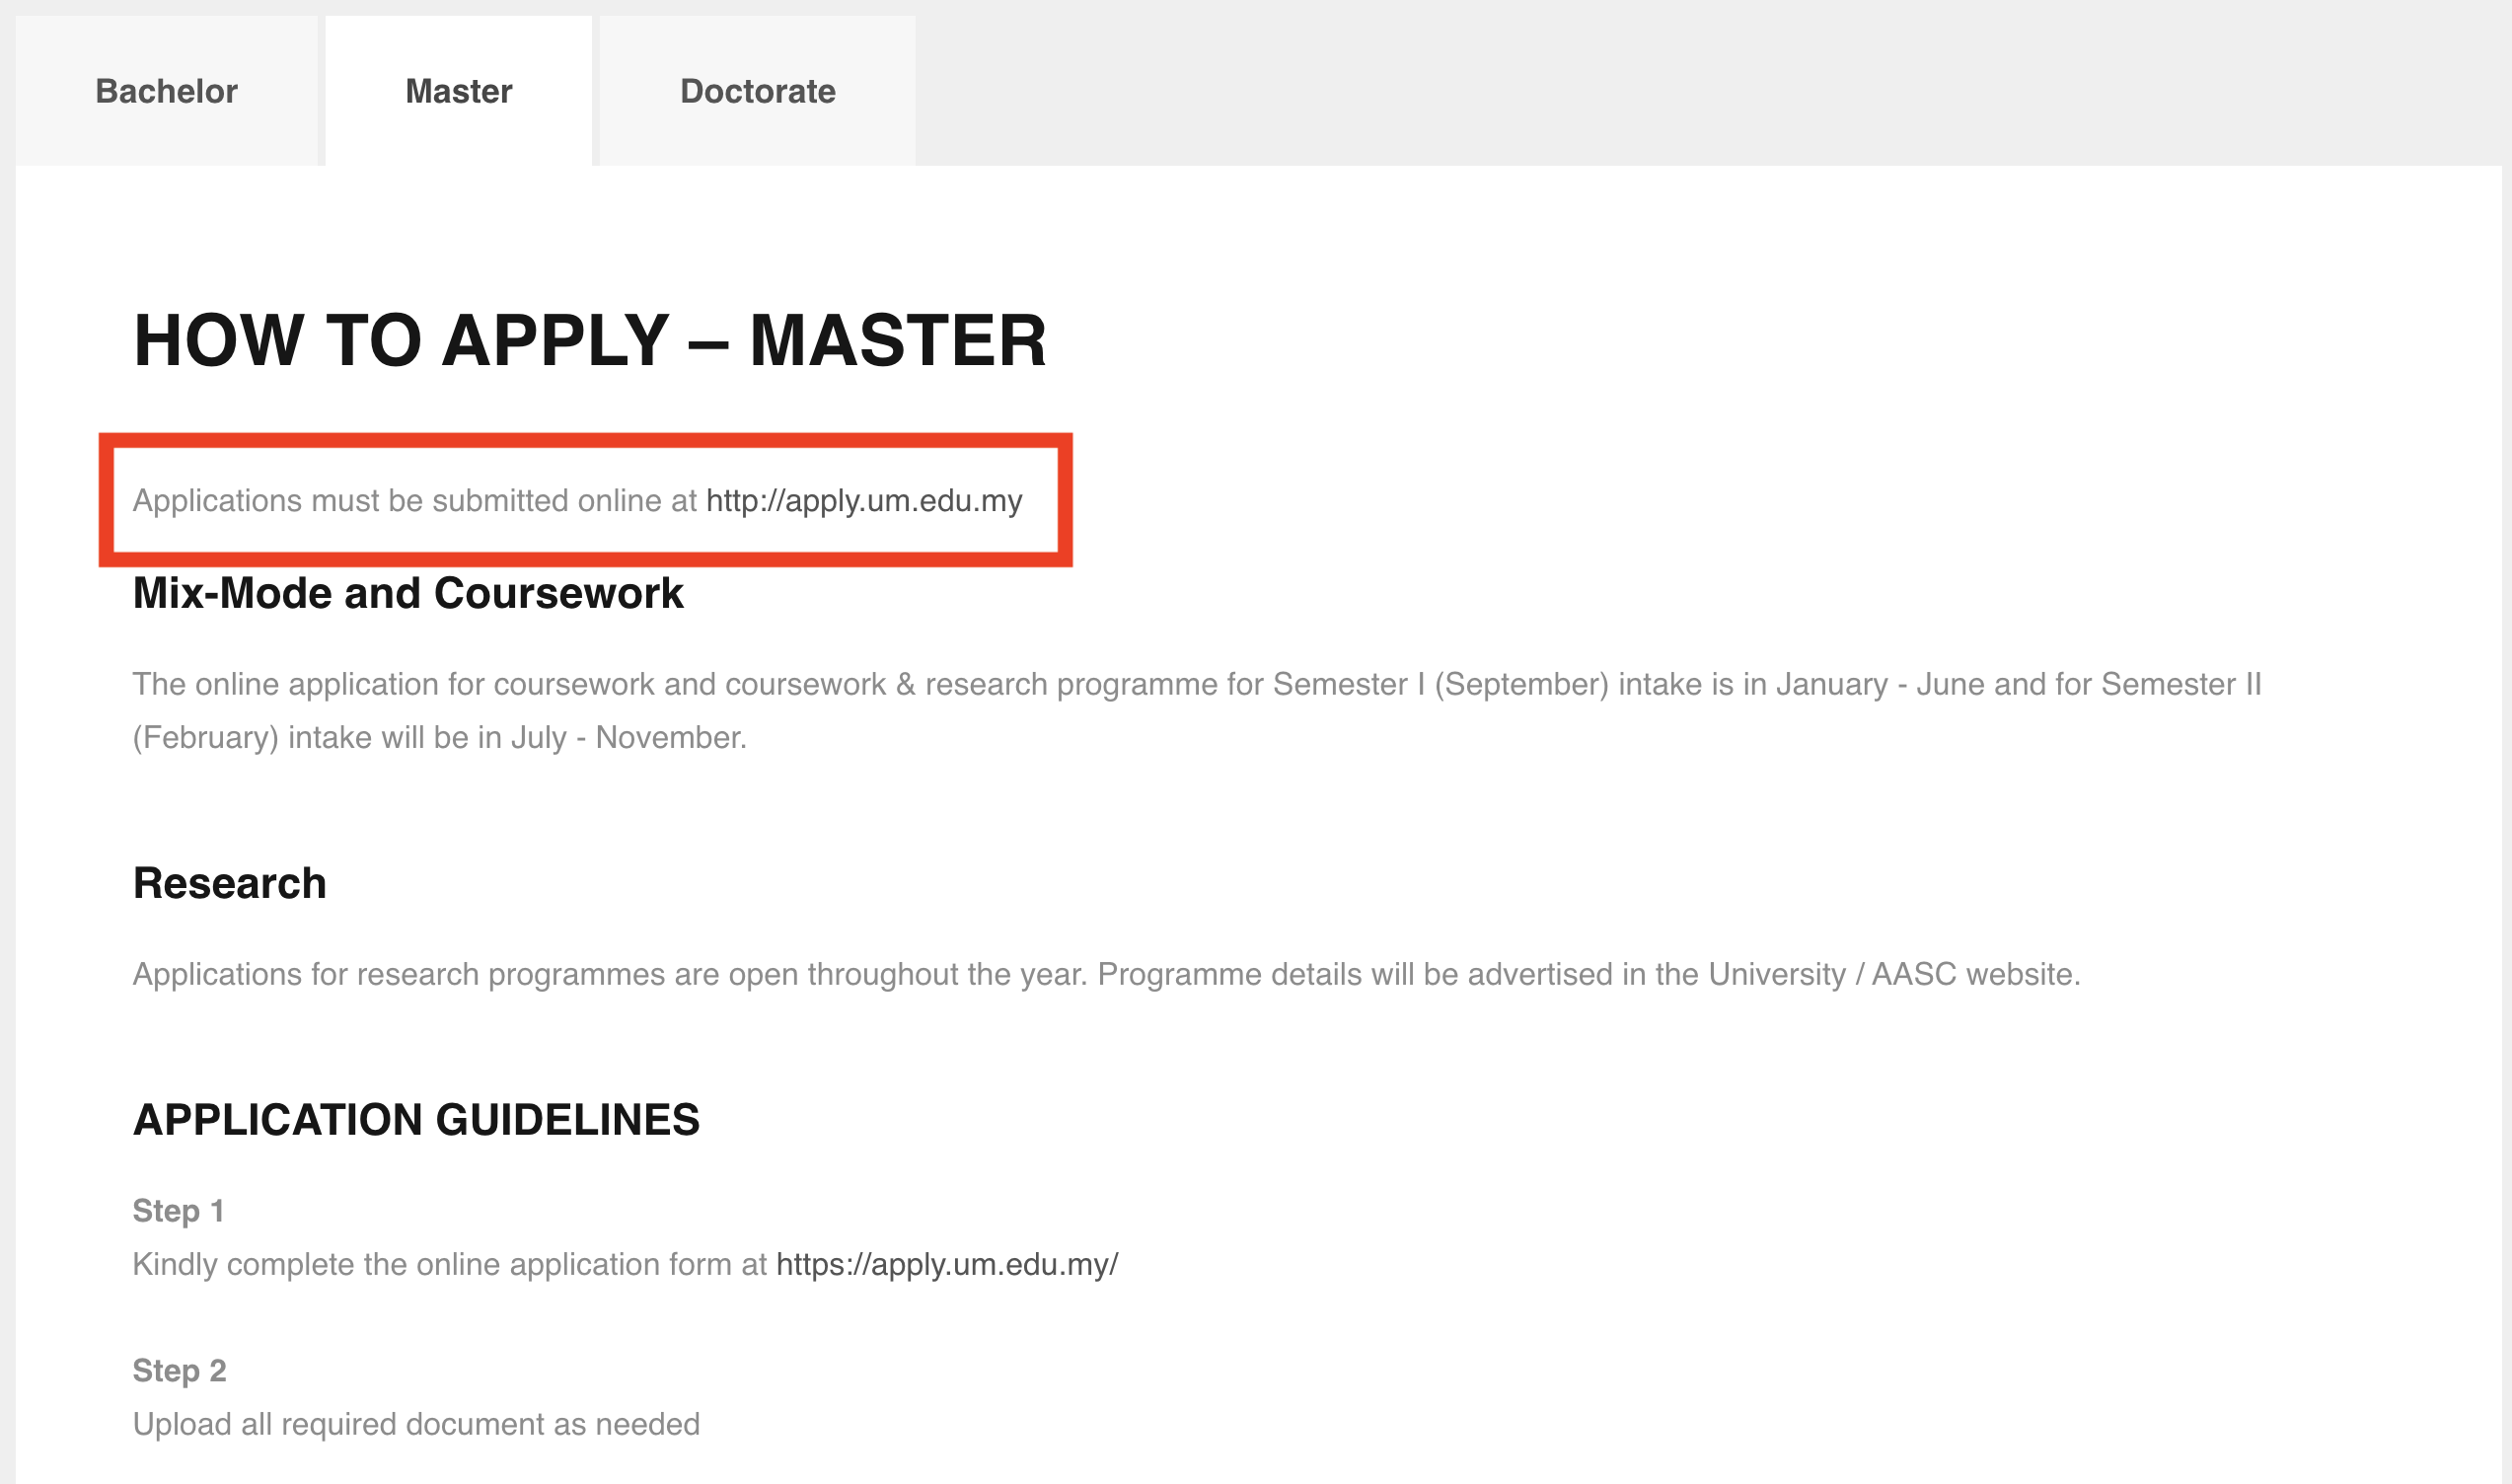 Bachelor
Master
Doctorate
HOW TO APPLY – MASTER
Applications must be submitted online at http://apply.um.edu.my
Mix-Mode and Coursework
The online application for coursework and coursework & research programme for Semester I (September) intake is in January - June and for Semester II
(February) intake will be in July - November.
Research
Applications for research programmes are open throughout the year. Programme details will be advertised in the University / AASC website.
APPLICATION GUIDELINES
Step 1
Kindly complete the online application form at https://apply.um.edu.my/
Step 2
Upload all required document as needed